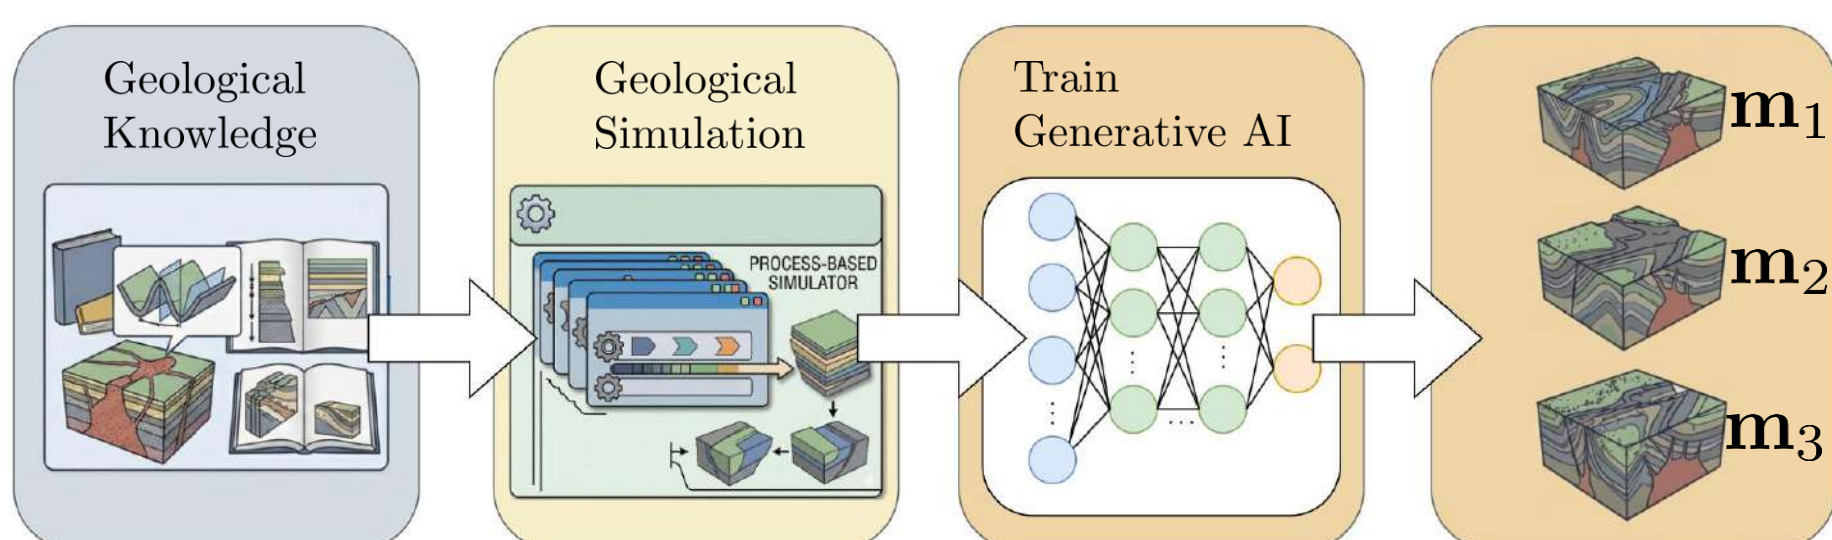 Geological
Knowledge
Geological
Simulation
PROCESS-BASED
SIMULATOR
Train
Generative AI
m₁
m₂
m₃